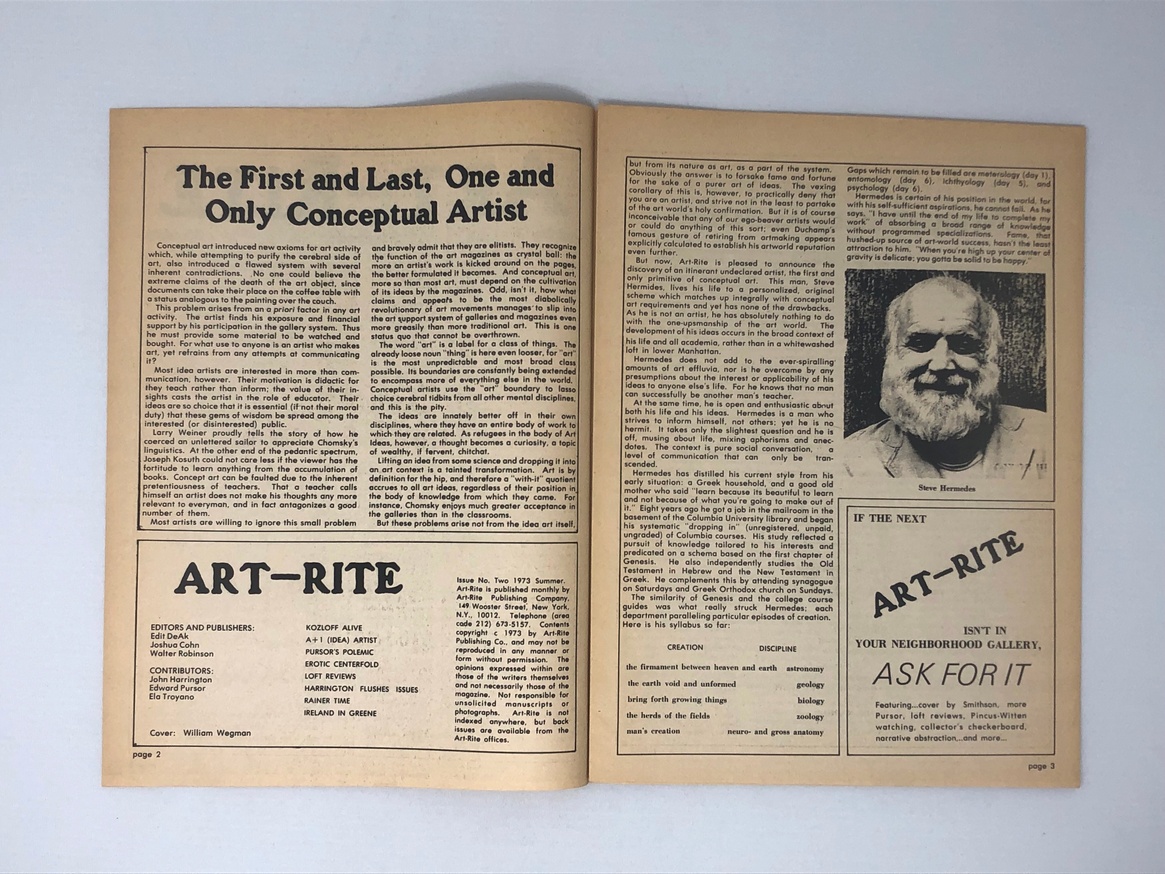 The First and Last, One and
Only Conceptual Artist
Conceptual art introduced new axioms for art activity
which, while attempting to purify the cerebral side of
art, also introduced a flawed system with several
inherent contradictions. No one could believe the
extreme claims of the death of the art object, since
documents can take their place on the coffee table with
a status analogous to the painting over the couch.
This problem arises from an a priori factor in any art
activity. The artist finds his exposure and financial
support by his participation in the gallery system. Thus
he must provide some material to be watched and
bought. For what use to anyone is an artist who makes
art, yet refrains from any attempts at communicating
it?
Most idea artists are interested in more than com-
munication, however. Their motivation is didactic for
they teach rather than inform; the value of their in-
sights casts the artist in the role of educator. Their
ideas are so choice that it is essential (if not their moral
duty) that these gems of wisdom be spread among the
interested (or disinterested) public.
Larry Weiner proudly tells the story of how he
coerced an unlettered sailor to appreciate Chomsky's
linguistics. At the other end of the pedantic spectrum,
Joseph Kosuth could not care less if the viewer has the
fortitude to learn anything from the accumulation of
books. Concept art can be faulted due to the inherent
pretentiousness of teachers. That a teacher calls
himself an artist does not make his thoughts any more
relevant to everyman, and in fact antagonizes a good
number of them.
Most artists are willing to ignore this small problem
and bravely admit that they are elitists. They recognize
the function of the art magazines as crystal ball: the
more an artist's work is kicked around on the pages,
the better formulated it becomes. And conceptual art,
more so than most art, must depend on the cultivation
of its ideas by the magazines. Odd, isn't it, how what
claims and appears to be the most diabolically
revolutionary of art movements manages to slip into
the art support system of galleries and magazines even
more greasily than more traditional art. This is one
status quo that cannot be overthrown.
The word "art" is a label for a class of things. The
already loose noun "thing" is here even looser, for "art"
is the most unpredictable and most broad class
possible. Its boundaries are constantly being extended
to encompass more of everything else in the world.
Conceptual artists use the "art" boundary to lasso
choice cerebral tidbits from all other mental disciplines,
and this is the pity.
The ideas are innately better off in their own
disciplines, where they have an entire body of work to
which they are related. As refugees in the body of Art
Ideas, however, a thought becomes a curiosity, a topic
of wealthy, if fervent, chitchat.
Lifting an idea from some science and dropping it into
an art context is a tainted transformation. Art is by
definition for the hip, and therefore a "with-it" quotient
accrues to all art ideas, regardless of their position in
the body of knowledge from which they came. For
instance, Chomsky enjoys much greater acceptance in
the galleries than in the classrooms.
But these problems arise not from the idea art itself,
ART-RITE
EDITORS AND PUBLISHERS:
Edit DeAk
Joshua Cohn
Walter Robinson
CONTRIBUTORS:
John Harrington
Edward Pursor
Ela Troyano
Cover: William Wegman
KOZLOFF ALIVE
A+1 (IDEA) ARTIST
PURSOR'S POLEMIC
EROTIC CENTERFOLD
LOFT REVIEWS
HARRINGTON FLUSHES ISSUES
RAINER TIME
IRELAND IN GREENE
Issue No. Two 1973 Summer.
Art-Rite is published monthly by
Art-Rite Publishing Company,
149 Wooster Street, New York,
N.Y., 10012. Telephone (area
code 212) 673-5157. Contents
copyright c 1973 by Art-Rite
Publishing Co., and may not be
reproduced in any manner or
form without permission. The
opinions expressed within are
those of the writers themselves
and not necessarily those of the
magazine. Not responsible for
unsolicited manuscripts or
photographs. Art-Rite is not
indexed anywhere, but back
issues are available from the
Art-Rite offices.
page 2
but from its nature as art, as a part of the system.
Obviously the answer is to forsake fame and fortune
for the sake of a purer art of ideas. The vexing
corollary of this is, however, to practically deny that
you are an artist, and strive not in the least to partake
of the art world's holy confirmation. But it is of course
inconceivable that any of our ego-beaver artists would
or could do anything of this sort; even Duchamp's
famous gesture of retiring from artmaking appears
explicitly calculated to establish his artworld reputation
even further.
But now, Art-Rite is pleased to announce the
discovery of an itinerant undeclared artist, the first and
only primitive of conceptual art. This man, Steve
Hermedes, lives his life to a personalized, original
scheme which matches up integrally with conceptual
art requirements and yet has none of the drawbacks.
As he is not an artist, he has absolutely nothing to do
with the one-upsmanship of the art world. The
development of his ideas occurs in the broad context of
his life and all academia, rather than in a whitewashed
loft in lower Manhattan.
Hermedes does not add to the ever-spiralling
amounts of art effluvia, nor is he overcome by any
presumptions about the interest or applicability of his
ideas to anyone else's life. For he knows that no man
can successfully be another man's teacher.
At the same time, he is open and enthusiastic about
both his life and his ideas. Hermedes is a man who
strives to inform himself, not others; yet he is no
hermit. It takes only the slightest question and he is
off, musing about life, mixing aphorisms and anec-
dotes. The context is pure social conversation, a
level of communication that can only be tran-
scended.
Hermedes has distilled his current style from his
early situation: a Greek household, and a good old
mother who said "learn because its beautiful to learn
and not because of what you're going to make out of
it." Eight years ago he got a job in the mailroom in the
basement of the Columbia University library and began
his systematic "dropping in" (unregistered, unpaid,
ungraded) of Columbia courses. His study reflected a
pursuit of knowledge tailored to his interests and
predicated on a schema based on the first chapter of
Genesis. He also independently studies the Old
Testament in Hebrew and the New Testament in
Greek. He complements this by attending synagogue
on Saturdays and Greek Orthodox church on Sundays.
The similarity of Genesis and the college course
guides was what really struck Hermedes; each
department paralleling particular episodes of creation.
Here is his syllabus so far:
CREATION DISCIPLINE
the firmament between heaven and earth astronomy
the earth void and unformed geology
bring forth growing things biology
the herds of the fields zoology
man's creation neuro- and gross anatomy
Gaps which remain to be filled are meterology (day 1),
entomology (day 6), ichthyology (day 5), and
psychology (day 6).
Hermedes is certain of his position in the world, for
with his self-sufficient aspirations, he cannot fail. As he
says, "I have until the end of my life to complete my
work" of absorbing a broad range of knowledge
without programmed specializations. Fame, that
hushed-up source of art-world success, hasn't the least
attraction to him. "When you're up high your center of
gravity is delicate; you gotta be solid to be happy."
Steve Hermedes
IF THE NEXT
ART-RITE
ISN'T IN
YOUR NEIGHBORHOOD GALLERY,
ASK FOR IT
Featuring...cover by Smithson, more
Pursor, loft reviews, Pincus-Witten
watching, collector's checkerboard,
narrative abstraction,..and more...
page 3